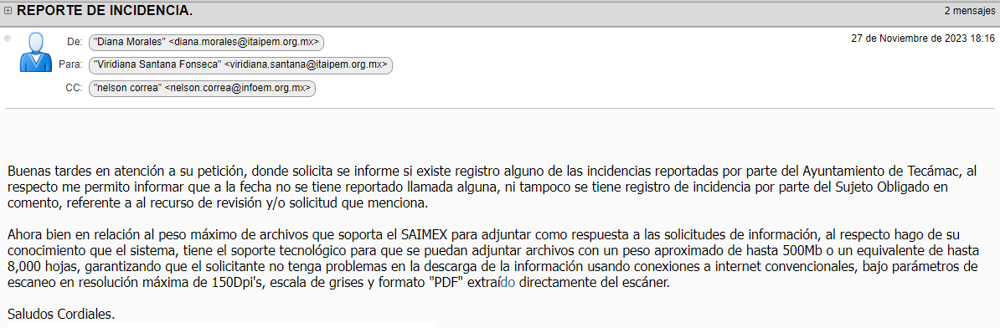 REPORTE DE INCIDENCIA.
2 mensajes
De: "Diana Morales" <diana.morales@itaipem.org.mx>
27 de Noviembre de 2023 18:16
Para: "Viridiana Santana Fonseca" <viridiana.santana@itaipem.org.mx>
CC: "nelson correa" <nelson.correa@infoem.org.mx>
Buenas tardes en atención a su petición, donde solicita se informe si existe registro alguno de las incidencias reportadas por parte del Ayuntamiento de Tecámac, al
respecto me permito informar que a la fecha no se tiene reportado llamada alguna, ni tampoco se tiene registro de incidencia por parte del Sujeto Obligado en
comento, referente a al recurso de revisión y/o solicitud que menciona.
Ahora bien en relación al peso máximo de archivos que soporta el SAIMEX para adjuntar como respuesta a las solicitudes de información, al respecto hago de su
conocimiento que el sistema, tiene el soporte tecnológico para que se puedan adjuntar archivos con un peso aproximado de hasta 500Mb o un equivalente de hasta
8,000 hojas, garantizando que el solicitante no tenga problemas en la descarga de la información usando conexiones a internet convencionales, bajo parámetros de
escaneo en resolución máxima de 150Dpi's, escala de grises y formato "PDF" extraído directamente del escáner.
Saludos Cordiales.